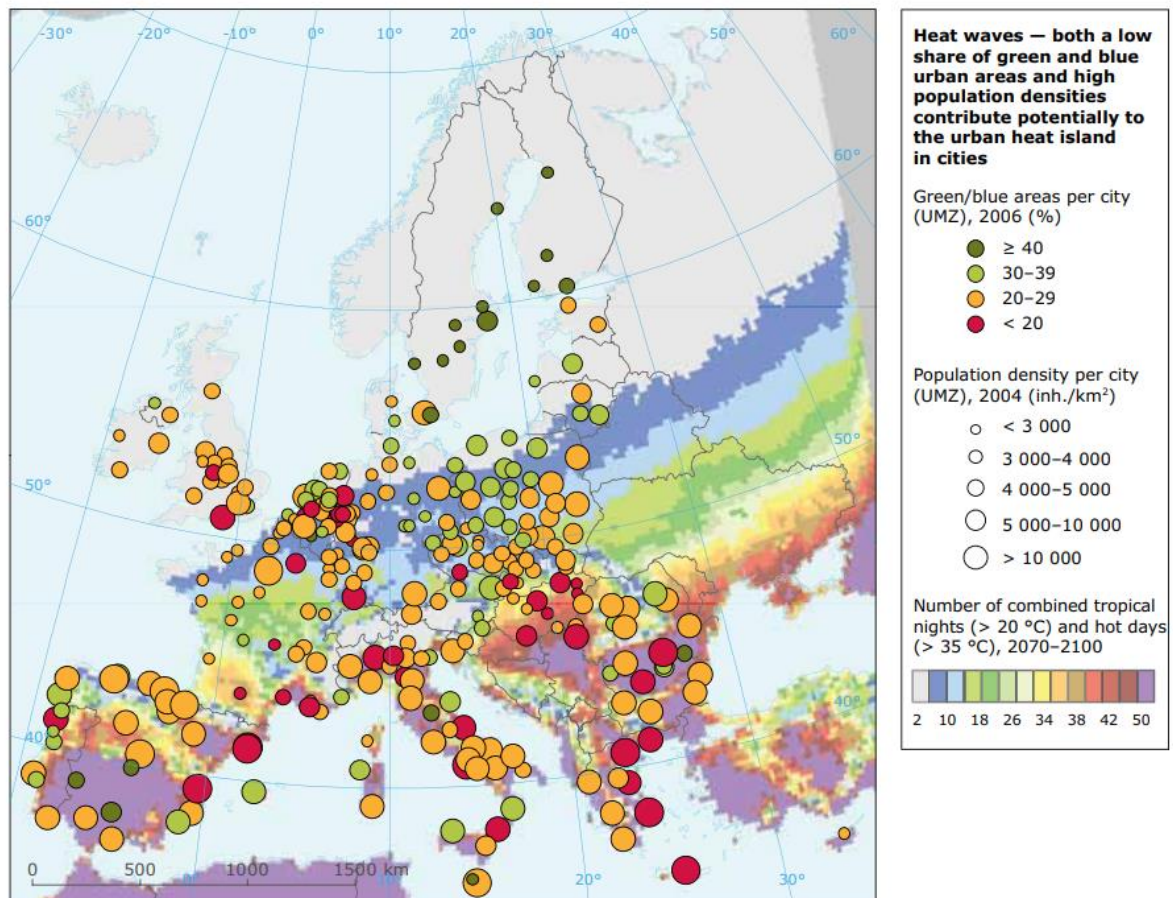 -30° -20° -10° 0° 10° 20° 30° 40° 50° 60°
60°
60°
50°
50°
40°
40°
0 500 1000 1500 km
0° 10° 20° 30°
Heat waves — both a low
share of green and blue
urban areas and high
population densities
contribute potentially to
the urban heat island
in cities
Green/blue areas per city
(UMZ), 2006 (%)
≥ 40
30–39
20–29
< 20
Population density per city
(UMZ), 2004 (inh./km²)
< 3 000
3 000–4 000
4 000–5 000
5 000–10 000
> 10 000
Number of combined tropical
nights (> 20 °C) and hot days
(> 35 °C), 2070–2100
2 10 18 26 34 38 42 50